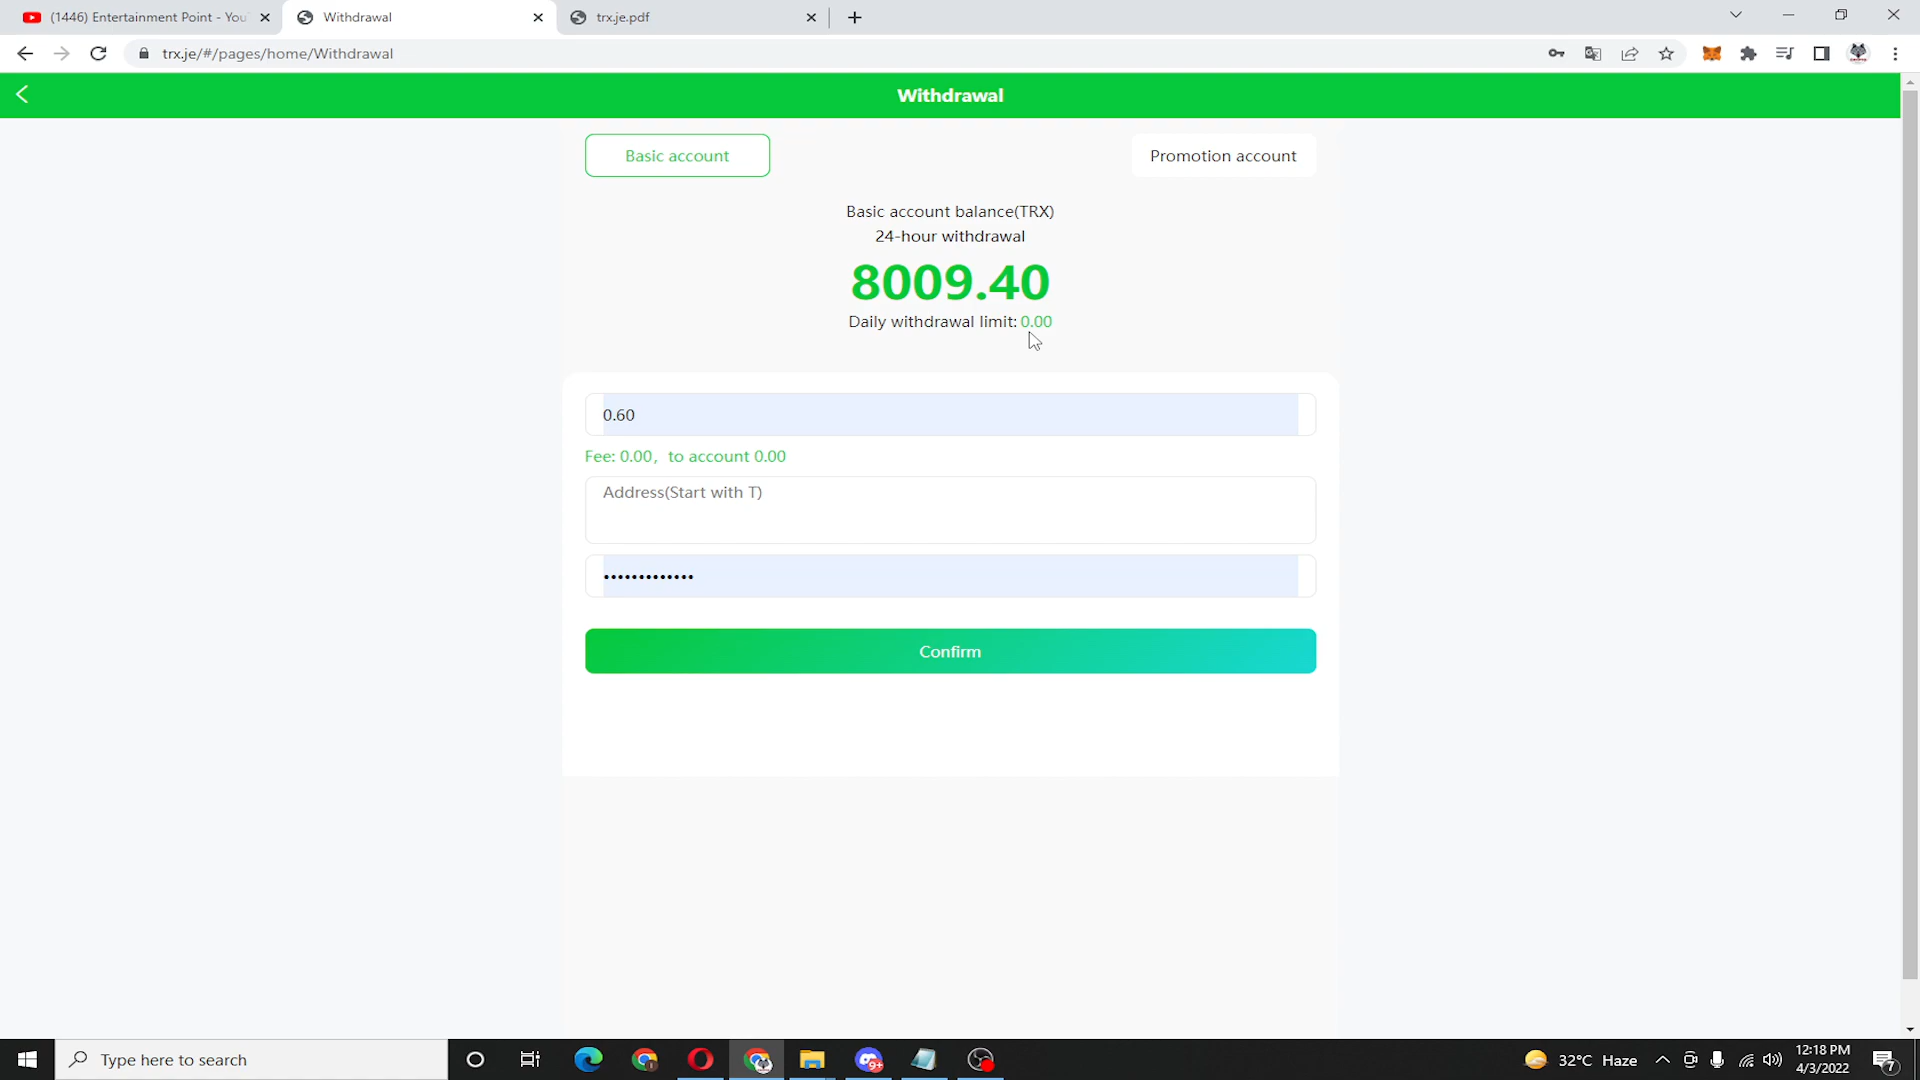 (1446) Entertainment Point - You
Withdrawal
trx.je.pdf
trx.je/#/pages/home/Withdrawal
Withdrawal
Basic account
Promotion account
Basic account balance(TRX)
24-hour withdrawal
8009.40
Daily withdrawal limit: 0.00
0.60
Fee: 0.00, to account 0.00
Address(Start with T)
•••••••••••••
Confirm
Type here to search
9+
32°C Haze
12:18 PM
4/3/2022
7